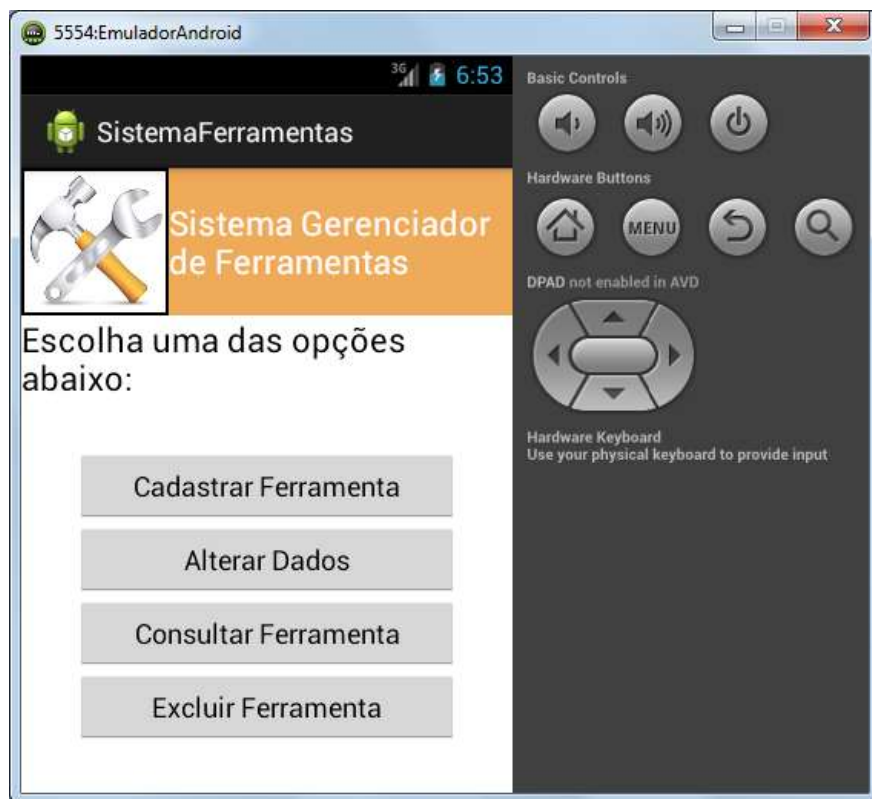 5554:EmuladorAndroid
3G
6:53
SistemaFerramentas
Sistema Gerenciador
de Ferramentas
Escolha uma das opções
abaixo:
Cadastrar Ferramenta
Alterar Dados
Consultar Ferramenta
Excluir Ferramenta
Basic Controls
Hardware Buttons
MENU
DPAD not enabled in AVD
Hardware Keyboard
Use your physical keyboard to provide input